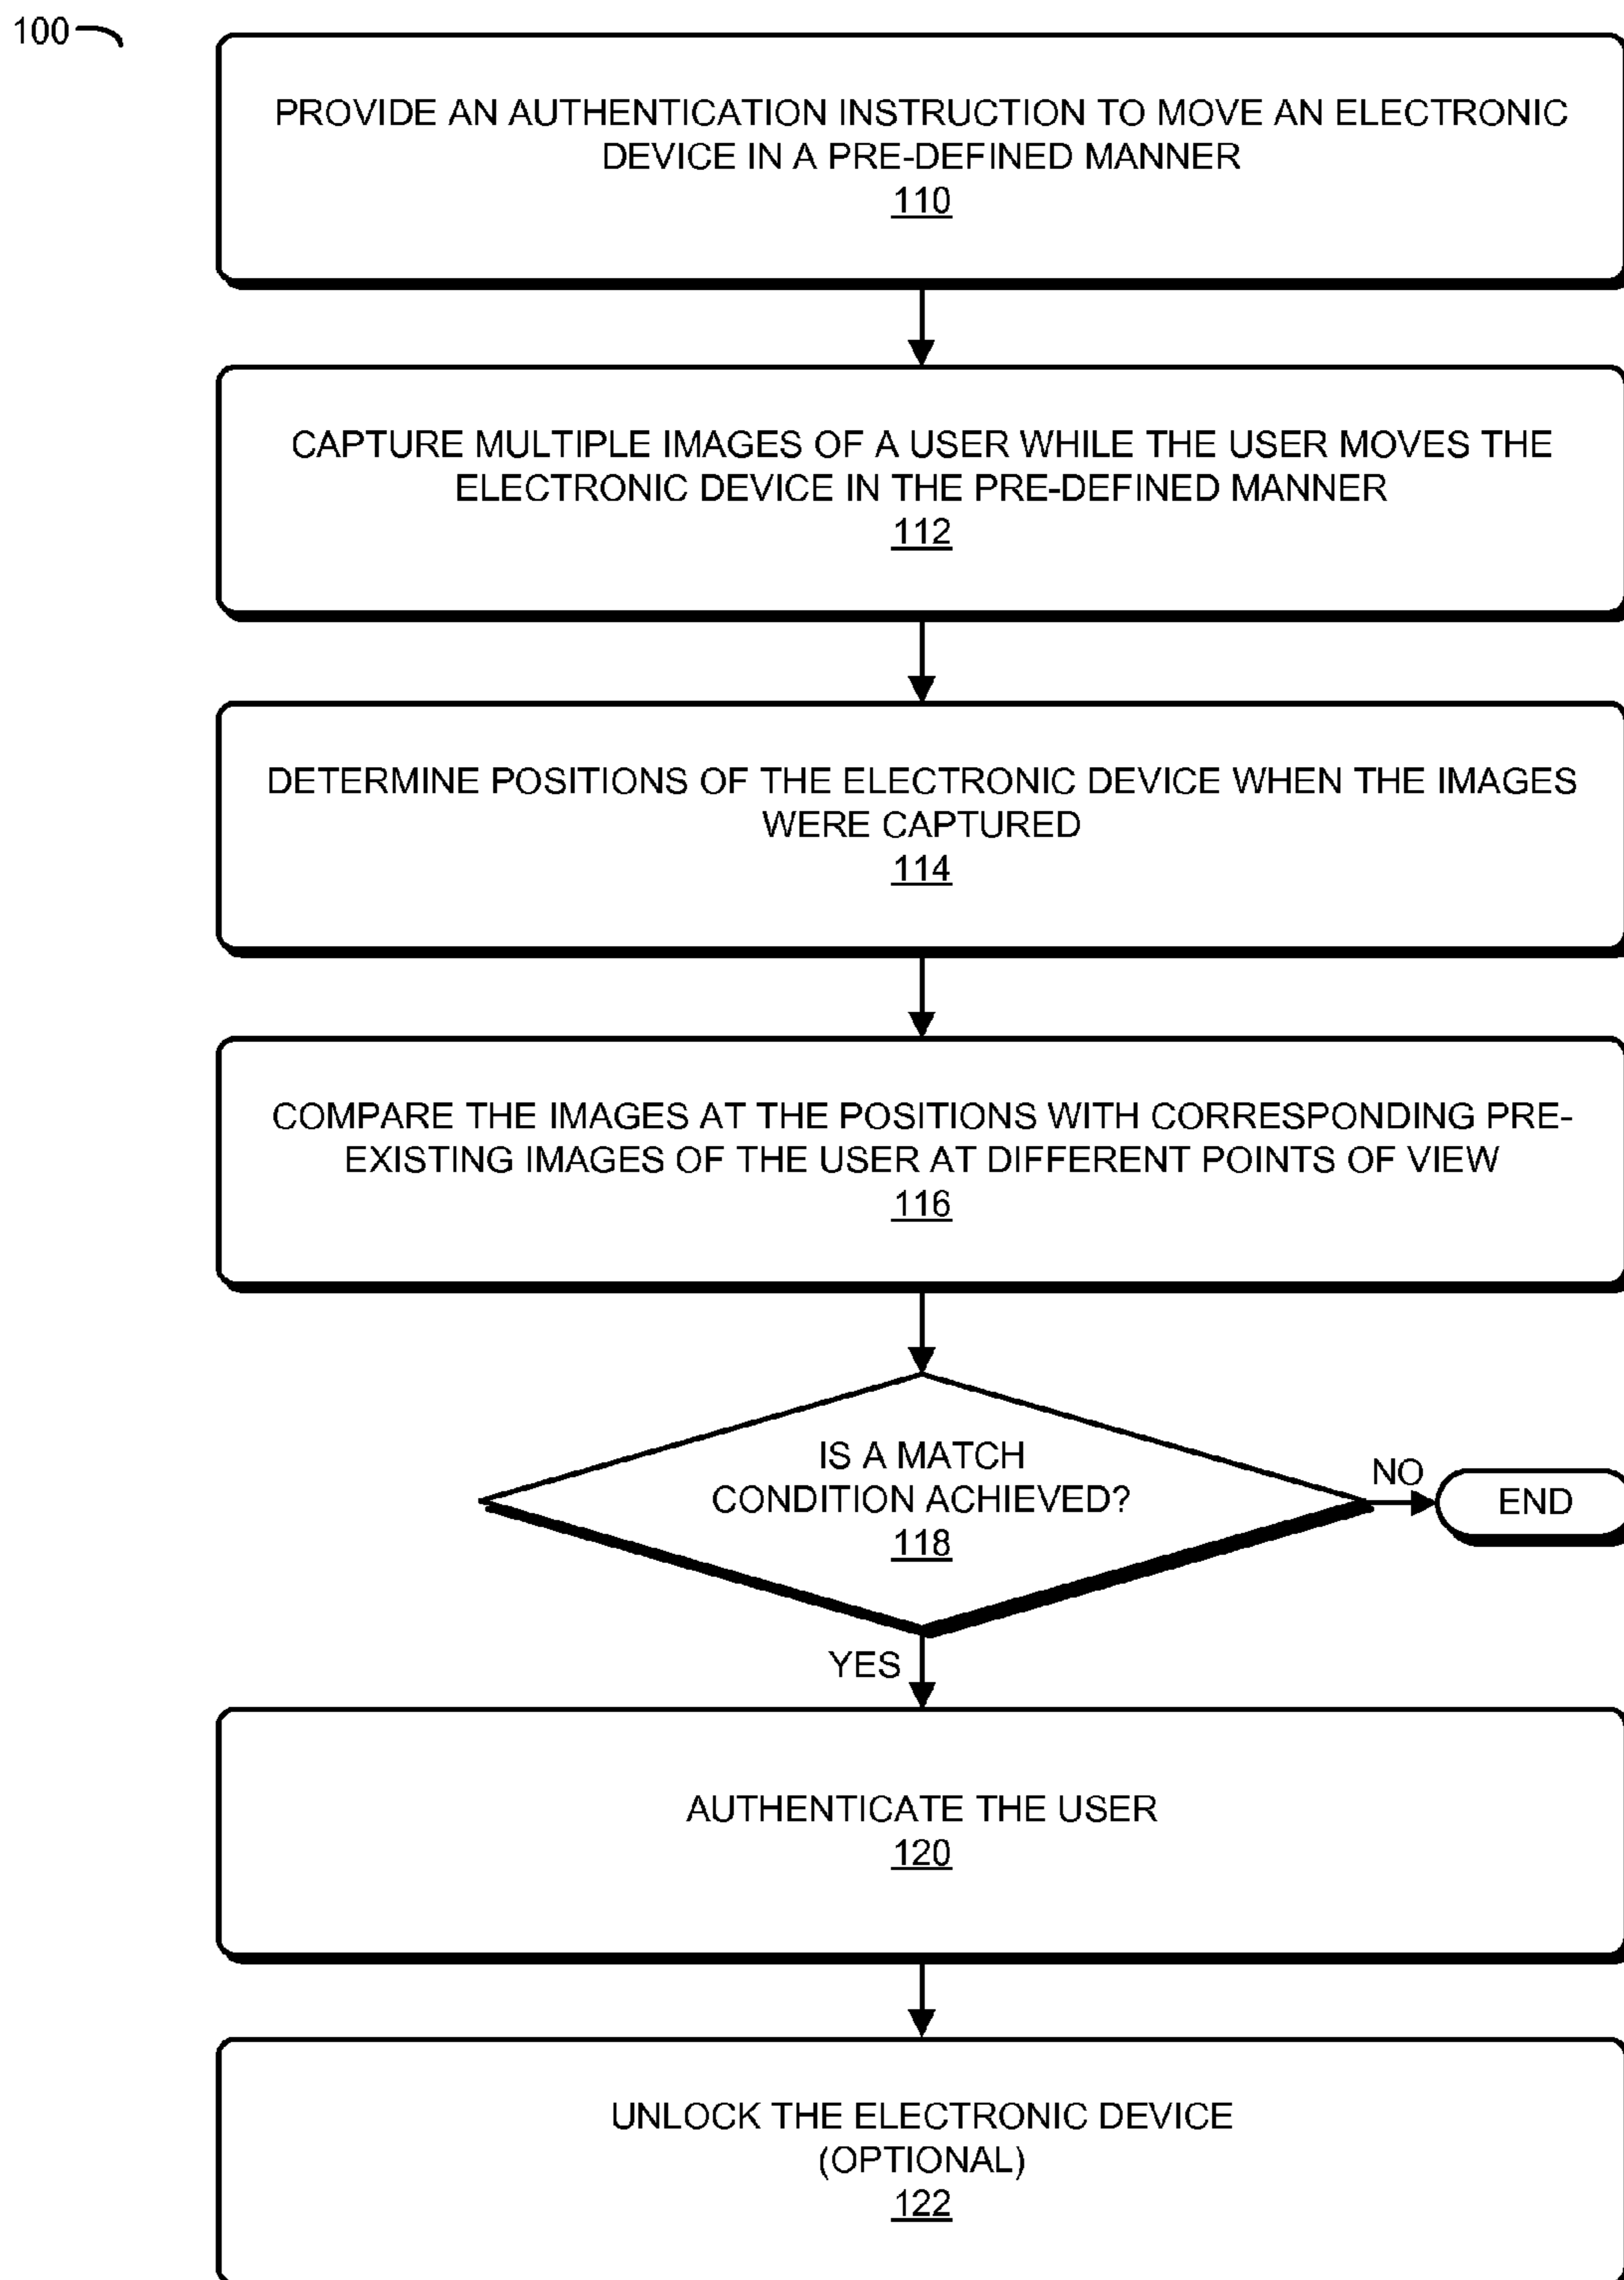 100
PROVIDE AN AUTHENTICATION INSTRUCTION TO MOVE AN ELECTRONIC
DEVICE IN A PRE-DEFINED MANNER
110
CAPTURE MULTIPLE IMAGES OF A USER WHILE THE USER MOVES THE
ELECTRONIC DEVICE IN THE PRE-DEFINED MANNER
112
DETERMINE POSITIONS OF THE ELECTRONIC DEVICE WHEN THE IMAGES
WERE CAPTURED
114
COMPARE THE IMAGES AT THE POSITIONS WITH CORRESPONDING PRE-
EXISTING IMAGES OF THE USER AT DIFFERENT POINTS OF VIEW
116
IS A MATCH
CONDITION ACHIEVED?
118
NO
END
YES
AUTHENTICATE THE USER
120
UNLOCK THE ELECTRONIC DEVICE
(OPTIONAL)
122